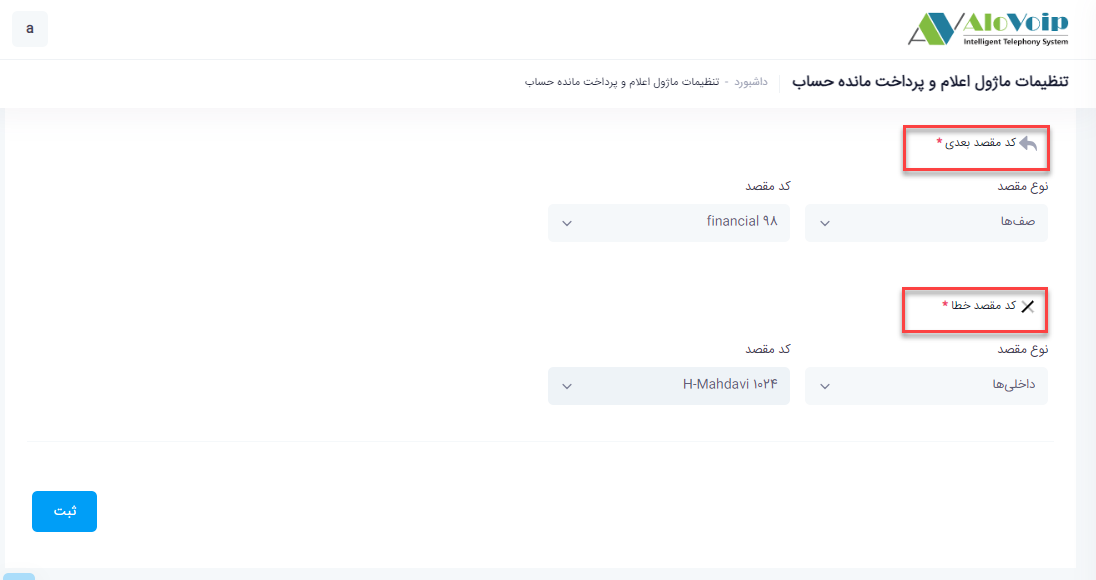 AloVoip
Intelligent Telephony System
a
تنظیمات ماژول اعلام و پرداخت مانده حساب
داشبورد - تنظیمات ماژول اعلام و پرداخت مانده حساب
کد مقصد بعدی *
نوع مقصد
کد مقصد
صف‌ها
financial ۹۸
کد مقصد خطا *
نوع مقصد
کد مقصد
داخلی‌ها
H-Mahdavi ۱۰۲۴
ثبت